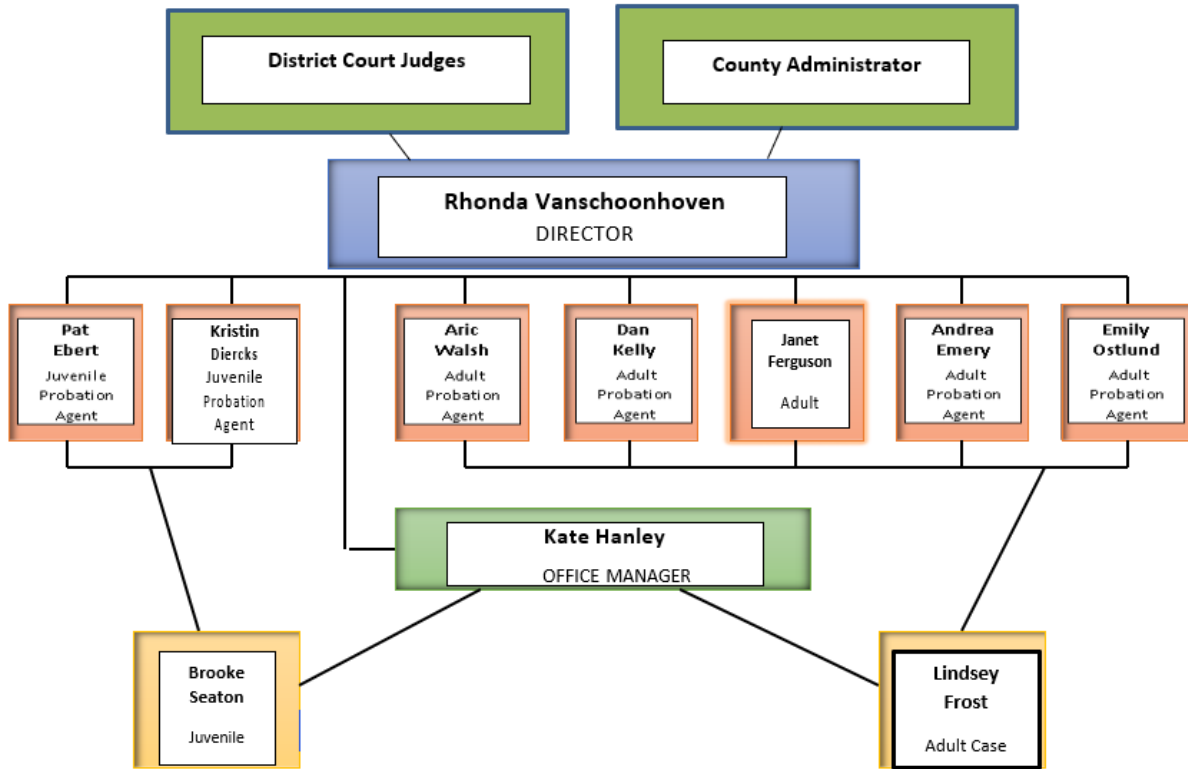 District Court Judges
County Administrator
Rhonda Vanschoonhoven
DIRECTOR
Pat
Ebert
Juvenile
Probation
Agent
Kristin
Diercks
Juvenile
Probation
Agent
Aric
Walsh
Adult
Probation
Agent
Dan
Kelly
Adult
Probation
Agent
Janet
Ferguson
Adult
Andrea
Emery
Adult
Probation
Agent
Emily
Ostlund
Adult
Probation
Agent
Kate Hanley
OFFICE MANAGER
Brooke
Seaton
Juvenile
Lindsey
Frost
Adult Case